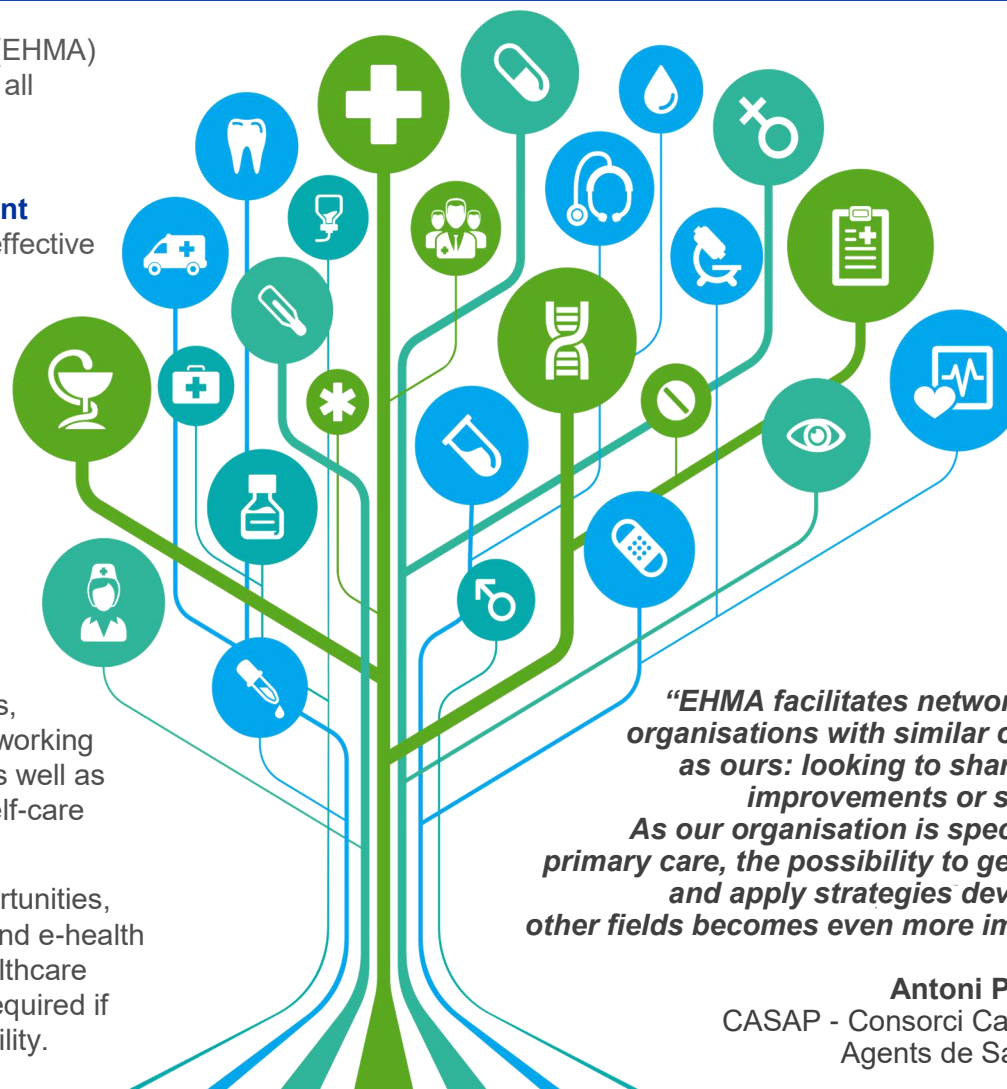 (EHMA)
all
nt
effective
s,
working
s well as
elf-care
rtunities,
nd e-health
lthcare
equired if
ility.
“EHMA facilitates networ
organisations with similar o
as ours: looking to shar
improvements or s
As our organisation is spec
primary care, the possibility to ge
and apply strategies dev
other fields becomes even more im
Antoni P
CASAP - Consorci Ca
Agents de Sa